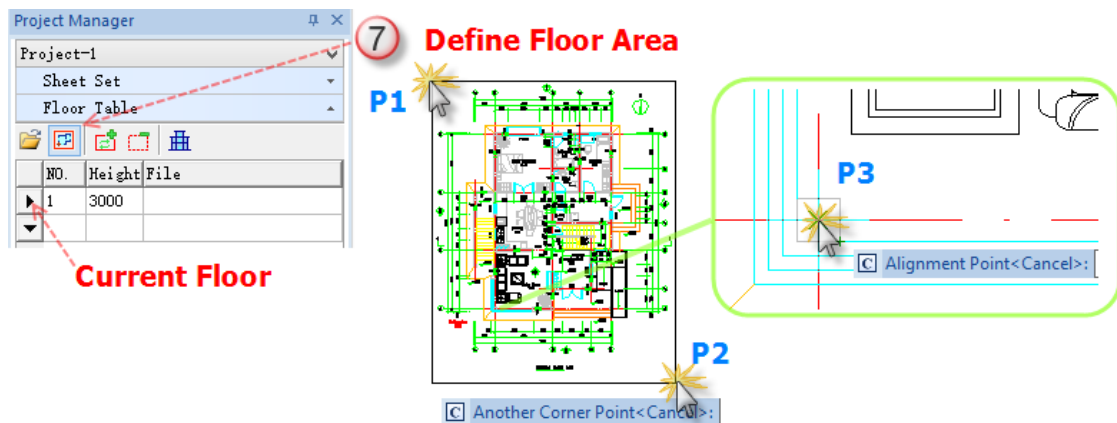 Project Manager
Project-1
Sheet Set
Floor Table
NO. Height File
1 3000
Current Floor
7 Define Floor Area
P1
P2
C Another Corner Point<Cancel>:
P3
C Alignment Point<Cancel>: